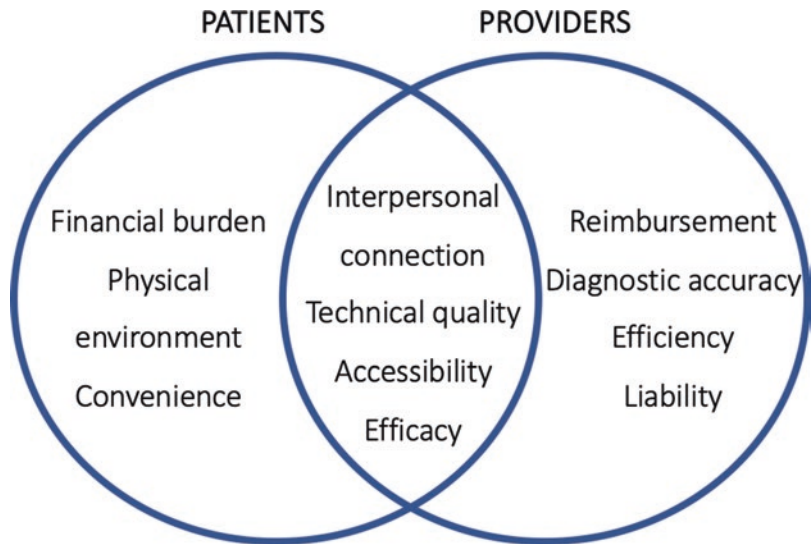 PATIENTS
PROVIDERS
Financial burden
Physical
environment
Convenience
Interpersonal
connection
Technical quality
Accessibility
Efficacy
Reimbursement
Diagnostic accuracy
Efficiency
Liability